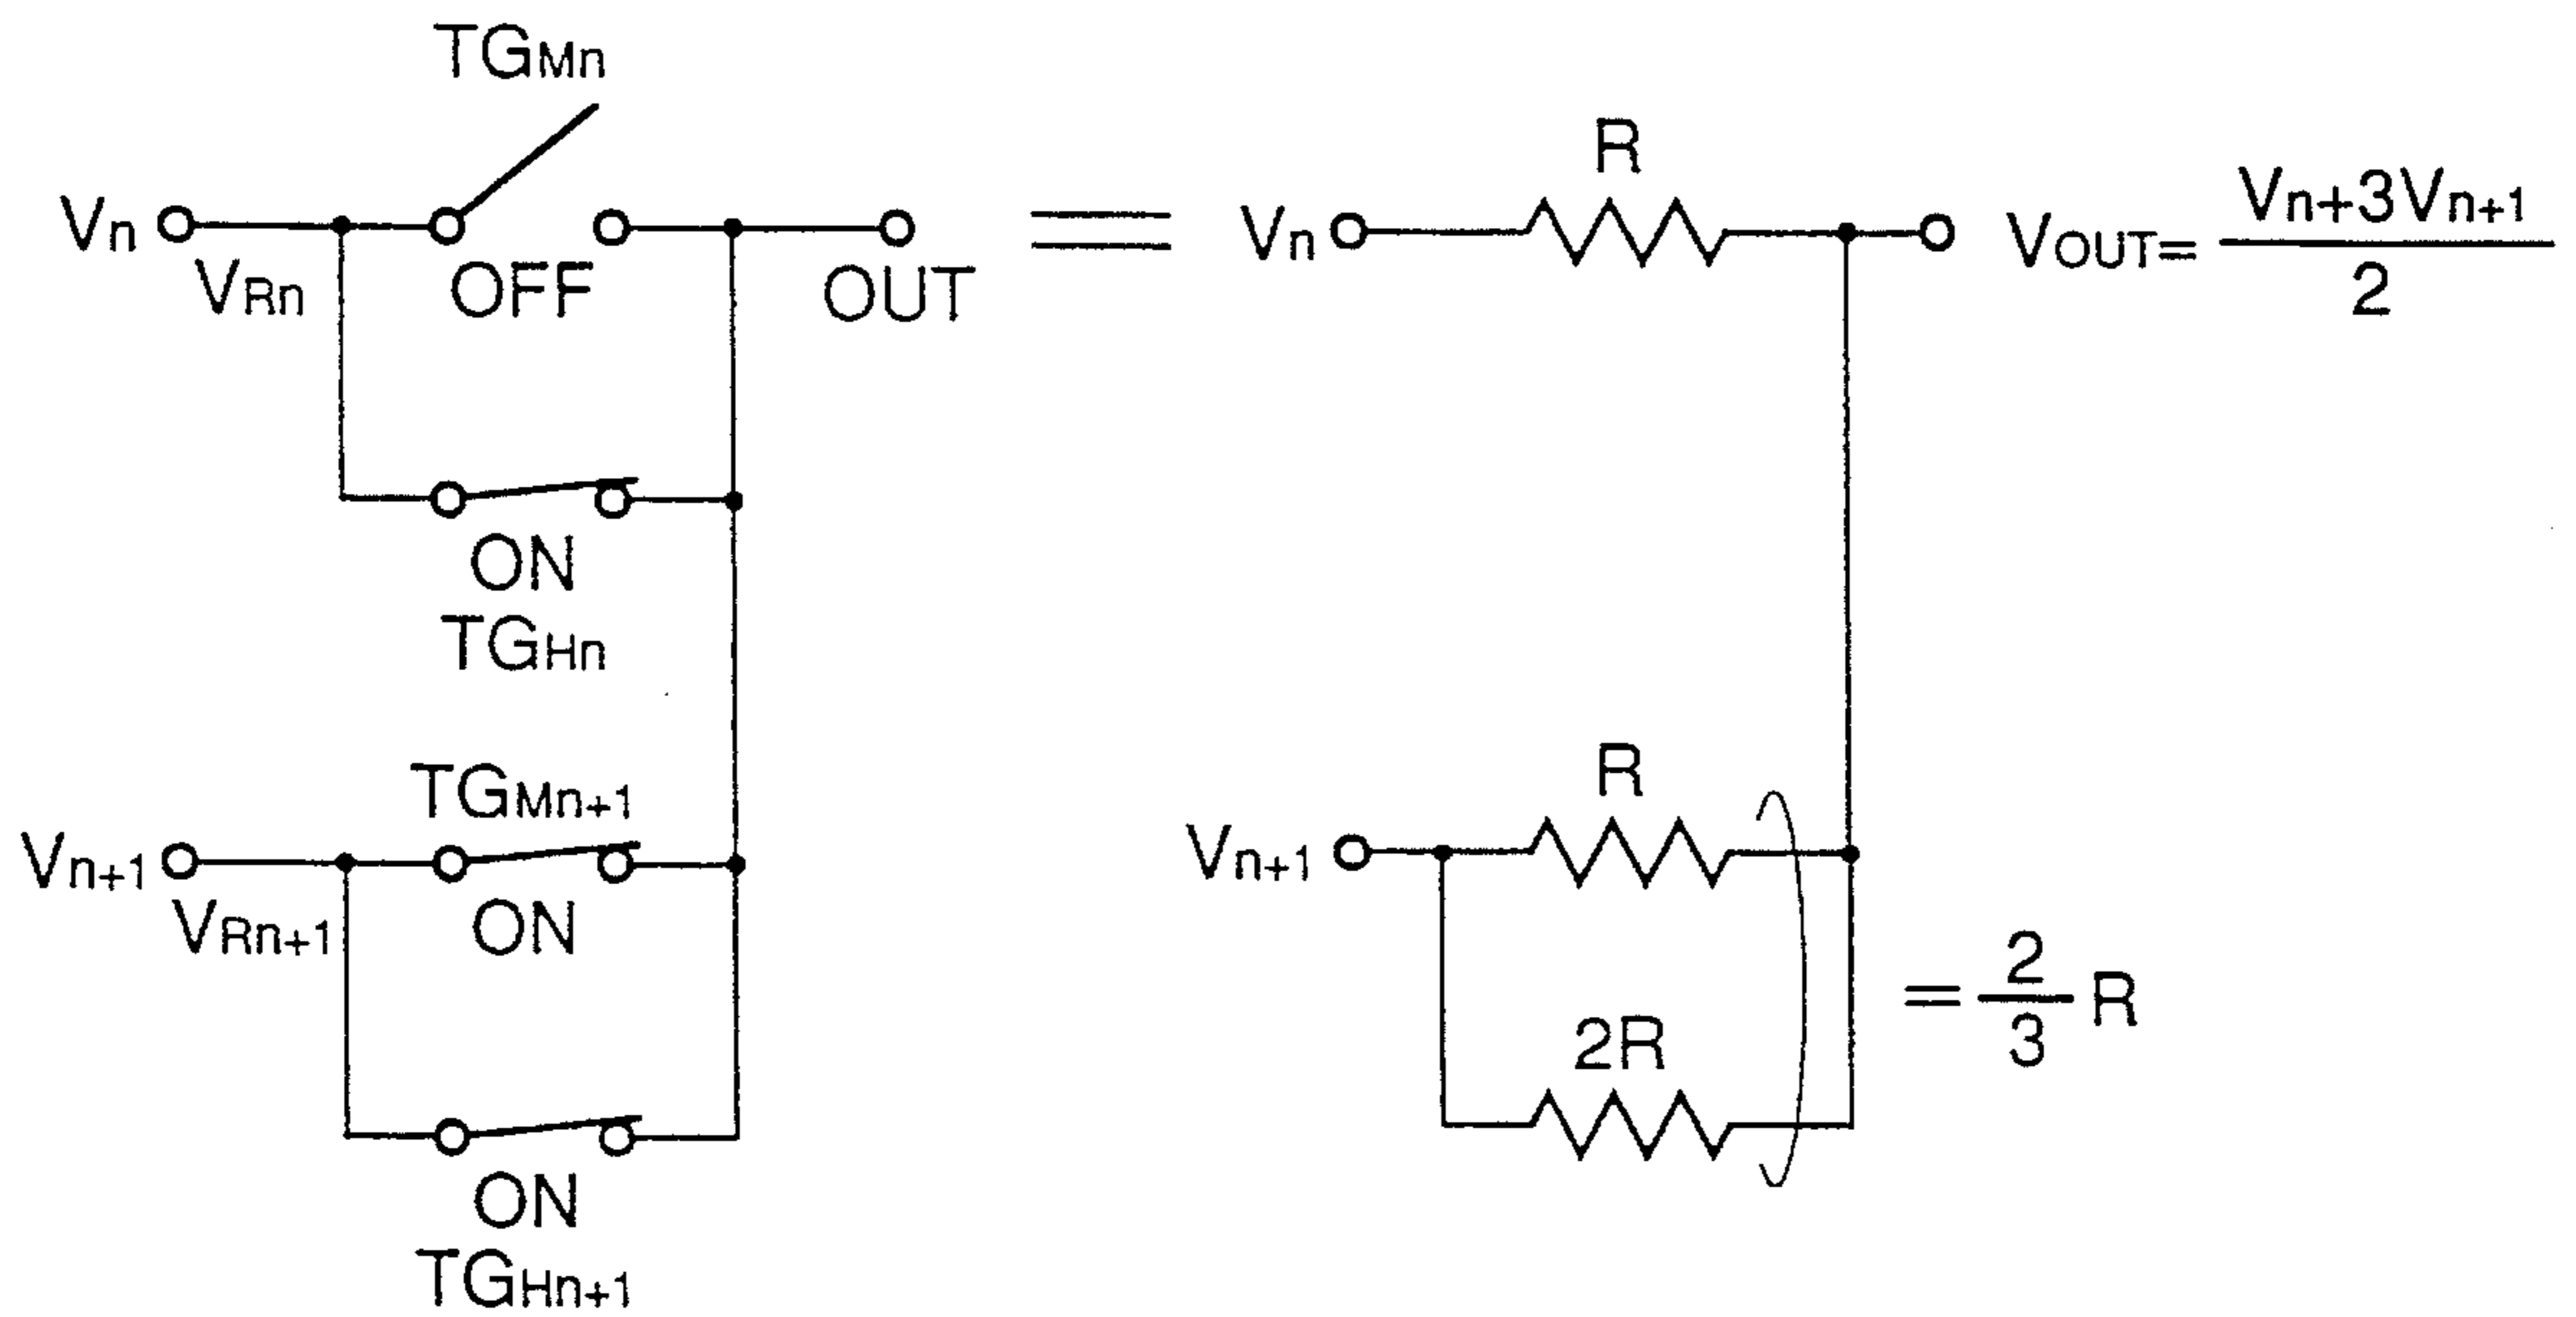 TGMn
Vn
VRn
OFF
OUT
ON
TGHn
TGMn+1
Vn+1
VRn+1
ON
ON
TGHn+1
=
Vn
R
VOUT= Vn+3Vn+1
2
R
Vn+1
2R
= 2
3 R